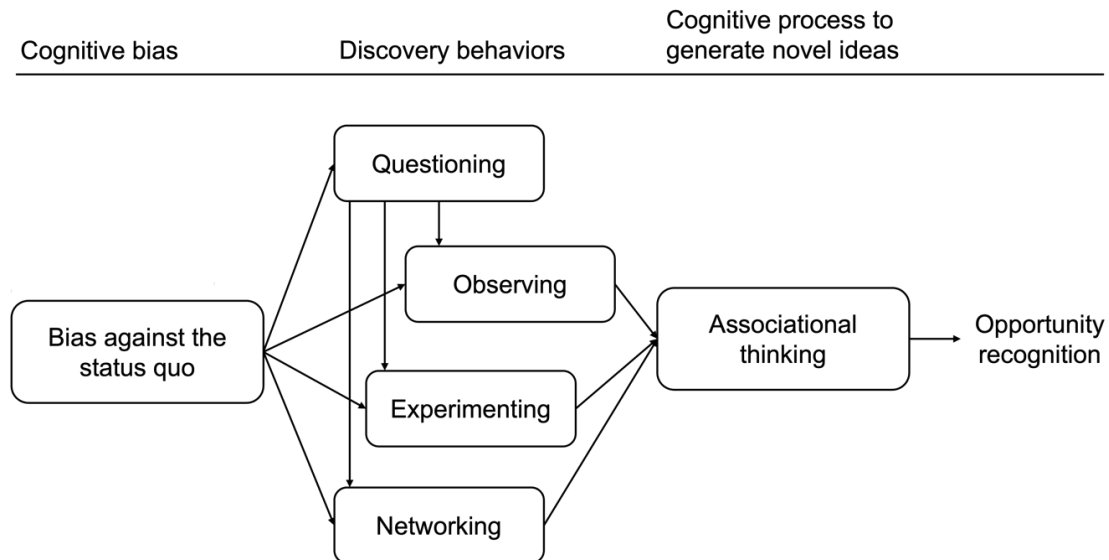 Cognitive bias
Discovery behaviors
Cognitive process to
generate novel ideas
Questioning
Observing
Bias against the
status quo
Experimenting
Networking
Associational
thinking
Opportunity
recognition